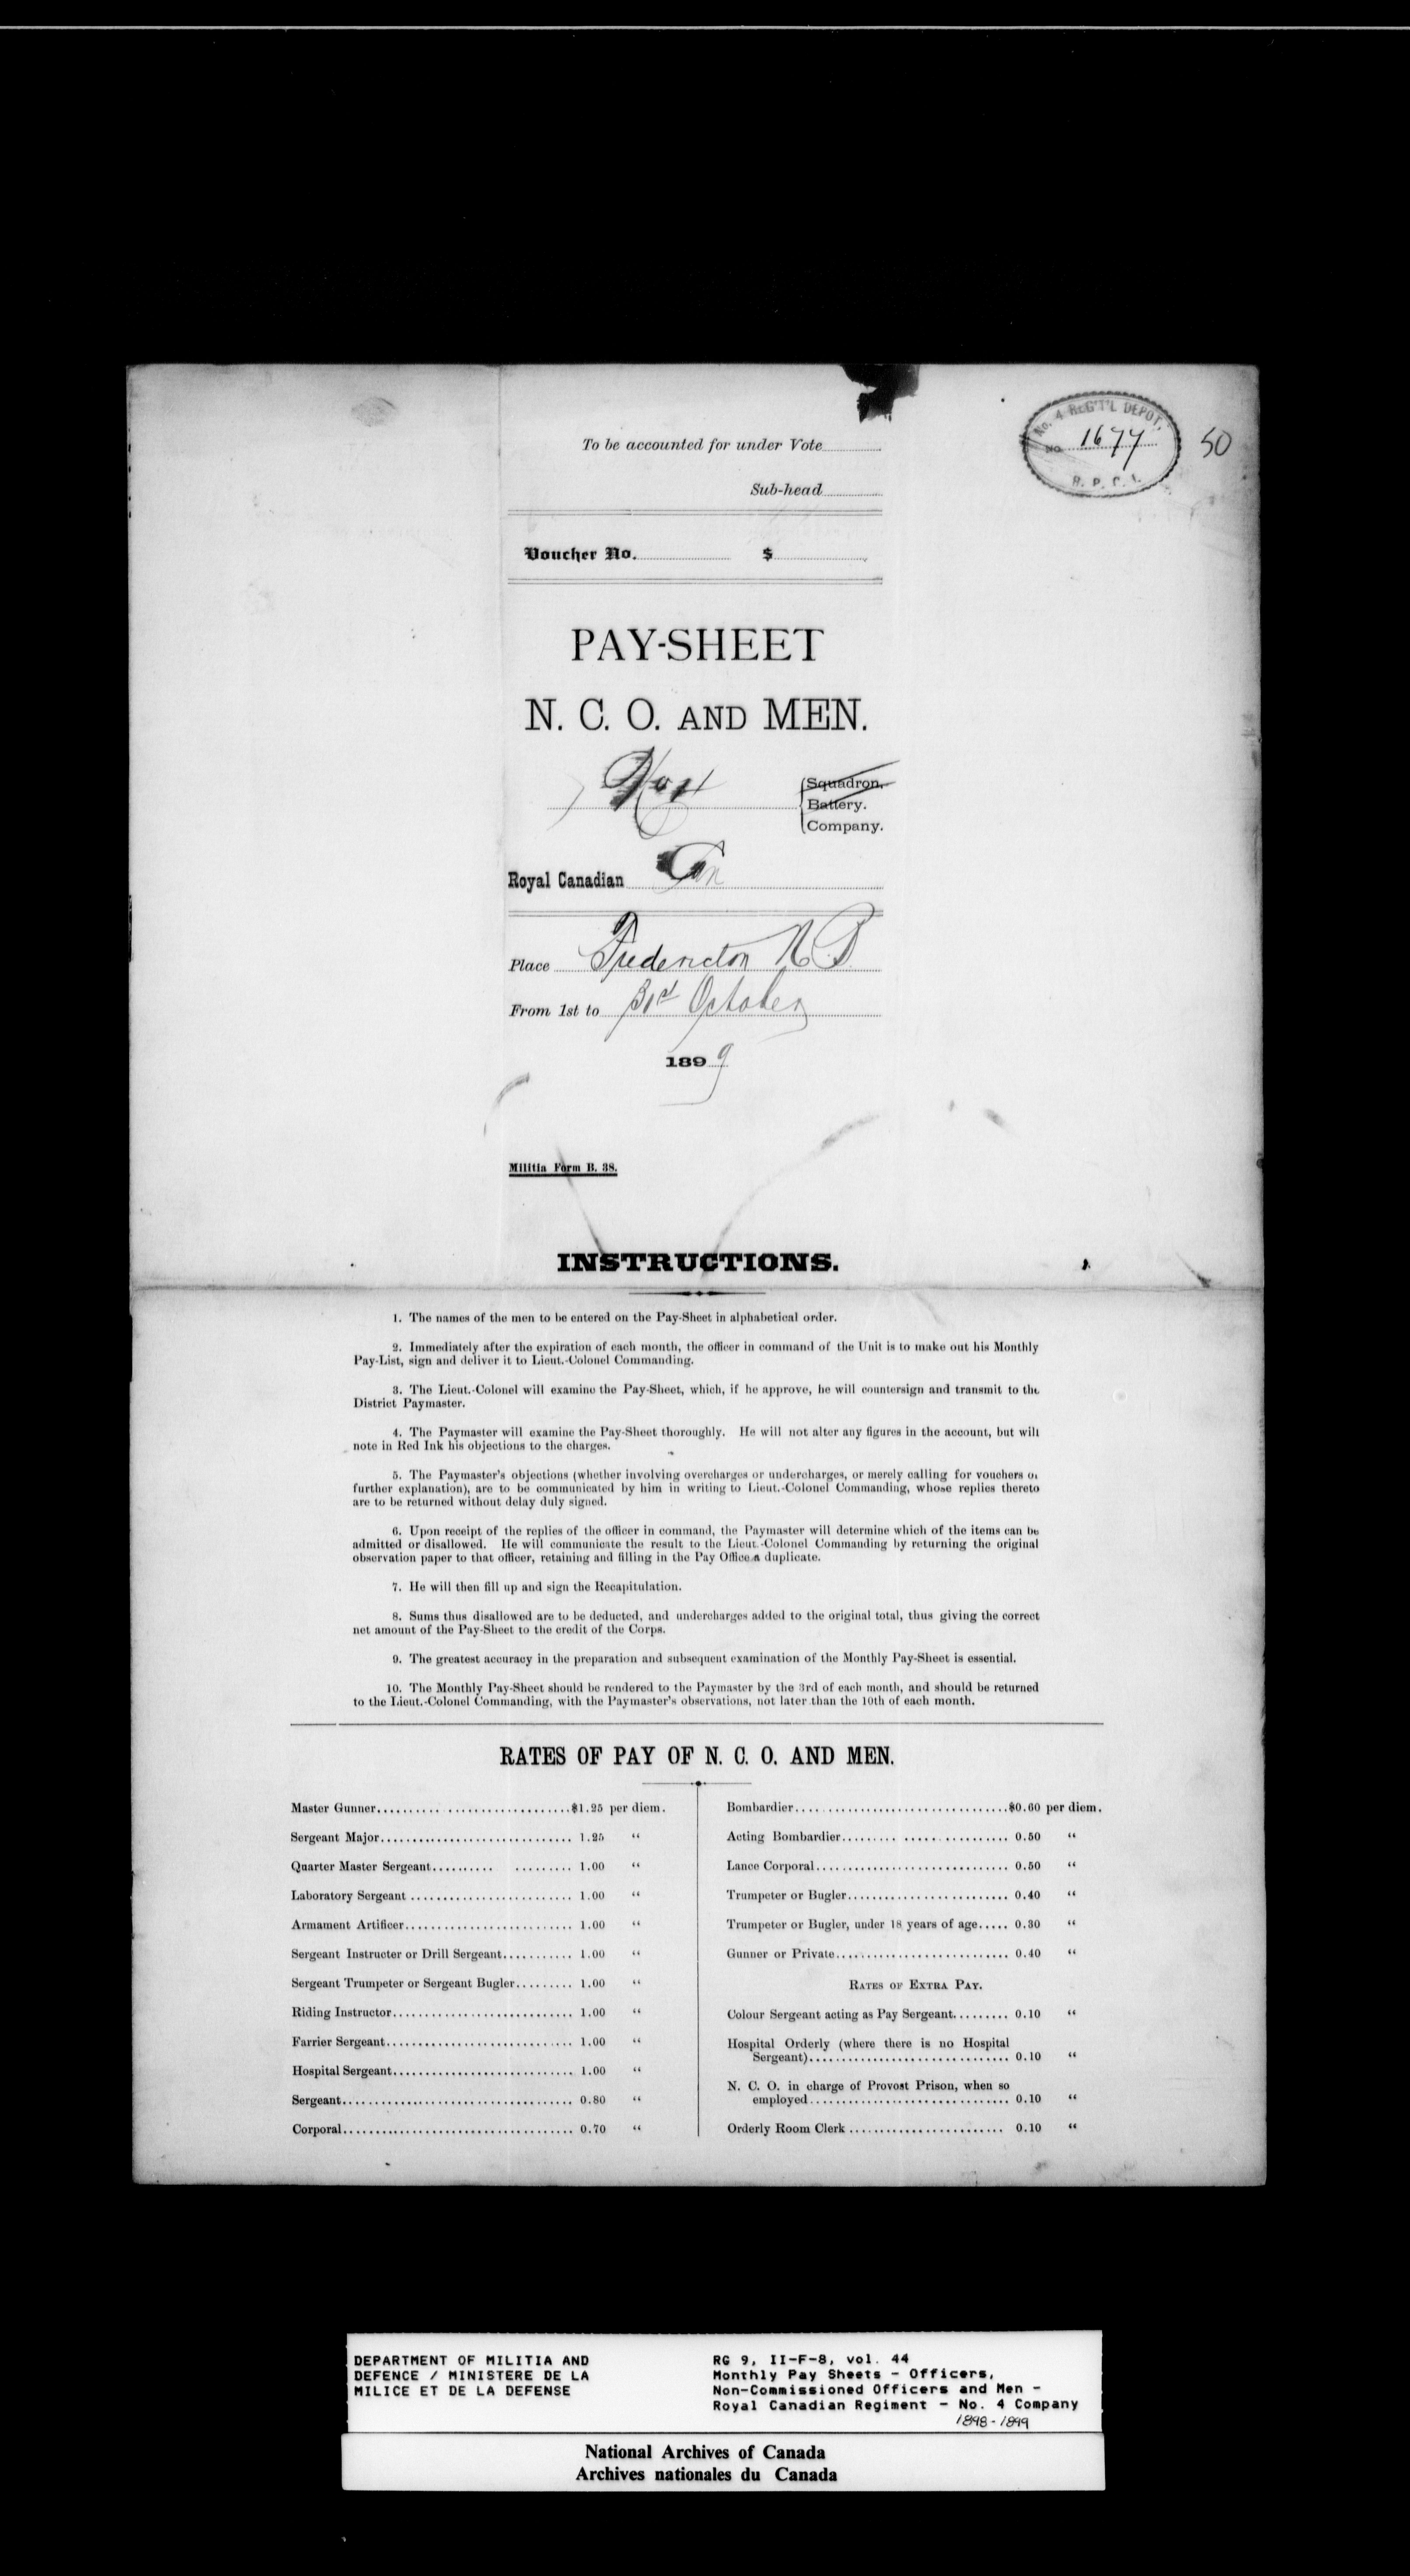 No. 4 REG'T'L DEPOT,
No. 1677
R. R. C. I.
50
To be accounted for under Vote
Sub-head
Voucher No. $
PAY-SHEET
N. C. O. AND MEN.
No 4
Squadron.
Battery.
Company.
Royal Canadian
Place Fredericton N B
From 1st to 31st October
1899
Militia Form B. 38.
INSTRUCTIONS.
1. The names of the men to be entered on the Pay-Sheet in alphabetical order.
2. Immediately after the expiration of each month, the officer in command of the Unit is to make out his Monthly
Pay-List, sign and deliver it to Lieut.-Colonel Commanding.
3. The Lieut.-Colonel will examine the Pay-Sheet, which, if he approve, he will countersign and transmit to the
District Paymaster.
4. The Paymaster will examine the Pay-Sheet thoroughly. He will not alter any figures in the account, but will
note in Red Ink his objections to the charges.
5. The Paymaster's objections (whether involving overcharges or undercharges, or merely calling for vouchers or
further explanation), are to be communicated by him in writing to Lieut.-Colonel Commanding, whose replies thereto
are to be returned without delay duly signed.
6. Upon receipt of the replies of the officer in command, the Paymaster will determine which of the items can be
admitted or disallowed. He will communicate the result to the Lieut.-Colonel Commanding by returning the original
observation paper to that officer, retaining and filling in the Pay Office a duplicate.
7. He will then fill up and sign the Recapitulation.
8. Sums thus disallowed are to be deducted, and undercharges added to the original total, thus giving the correct
net amount of the Pay-Sheet to the credit of the Corps.
9. The greatest accuracy in the preparation and subsequent examination of the Monthly Pay-Sheet is essential.
10. The Monthly Pay-Sheet should be rendered to the Paymaster by the 3rd of each month, and should be returned
to the Lieut.-Colonel Commanding, with the Paymaster's observations, not later than the 10th of each month.
RATES OF PAY OF N. C. O. AND MEN.
Master Gunner $1.25 per diem.
Sergeant Major 1.25 "
Quarter Master Sergeant 1.00 "
Laboratory Sergeant 1.00 "
Armament Artificer 1.00 "
Sergeant Instructer or Drill Sergeant 1.00 "
Sergeant Trumpeter or Sergeant Bugler 1.00 "
Riding Instructor 1.00 "
Farrier Sergeant 1.00 "
Hospital Sergeant 1.00 "
Sergeant 0.80 "
Corporal 0.70 "
Bombardier $0.60 per diem.
Acting Bombardier 0.50 "
Lance Corporal 0.50 "
Trumpeter or Bugler 0.40 "
Trumpeter or Bugler, under 18 years of age 0.30 "
Gunner or Private 0.40 "
RATES OF EXTRA PAY.
Colour Sergeant acting as Pay Sergeant 0.10 "
Hospital Orderly (where there is no Hospital
Sergeant) 0.10 "
N. C. O. in charge of Provost Prison, when so
employed 0.10 "
Orderly Room Clerk 0.10 "
DEPARTMENT OF MILITIA AND
DEFENCE / MINISTERE DE LA
MILICE ET DE LA DEFENSE
RG 9, II-F-8, vol. 44
Monthly Pay Sheets - Officers,
Non-Commissioned Officers and Men -
Royal Canadian Regiment - No. 4 Company
1898-1899
National Archives of Canada
Archives nationales du Canada